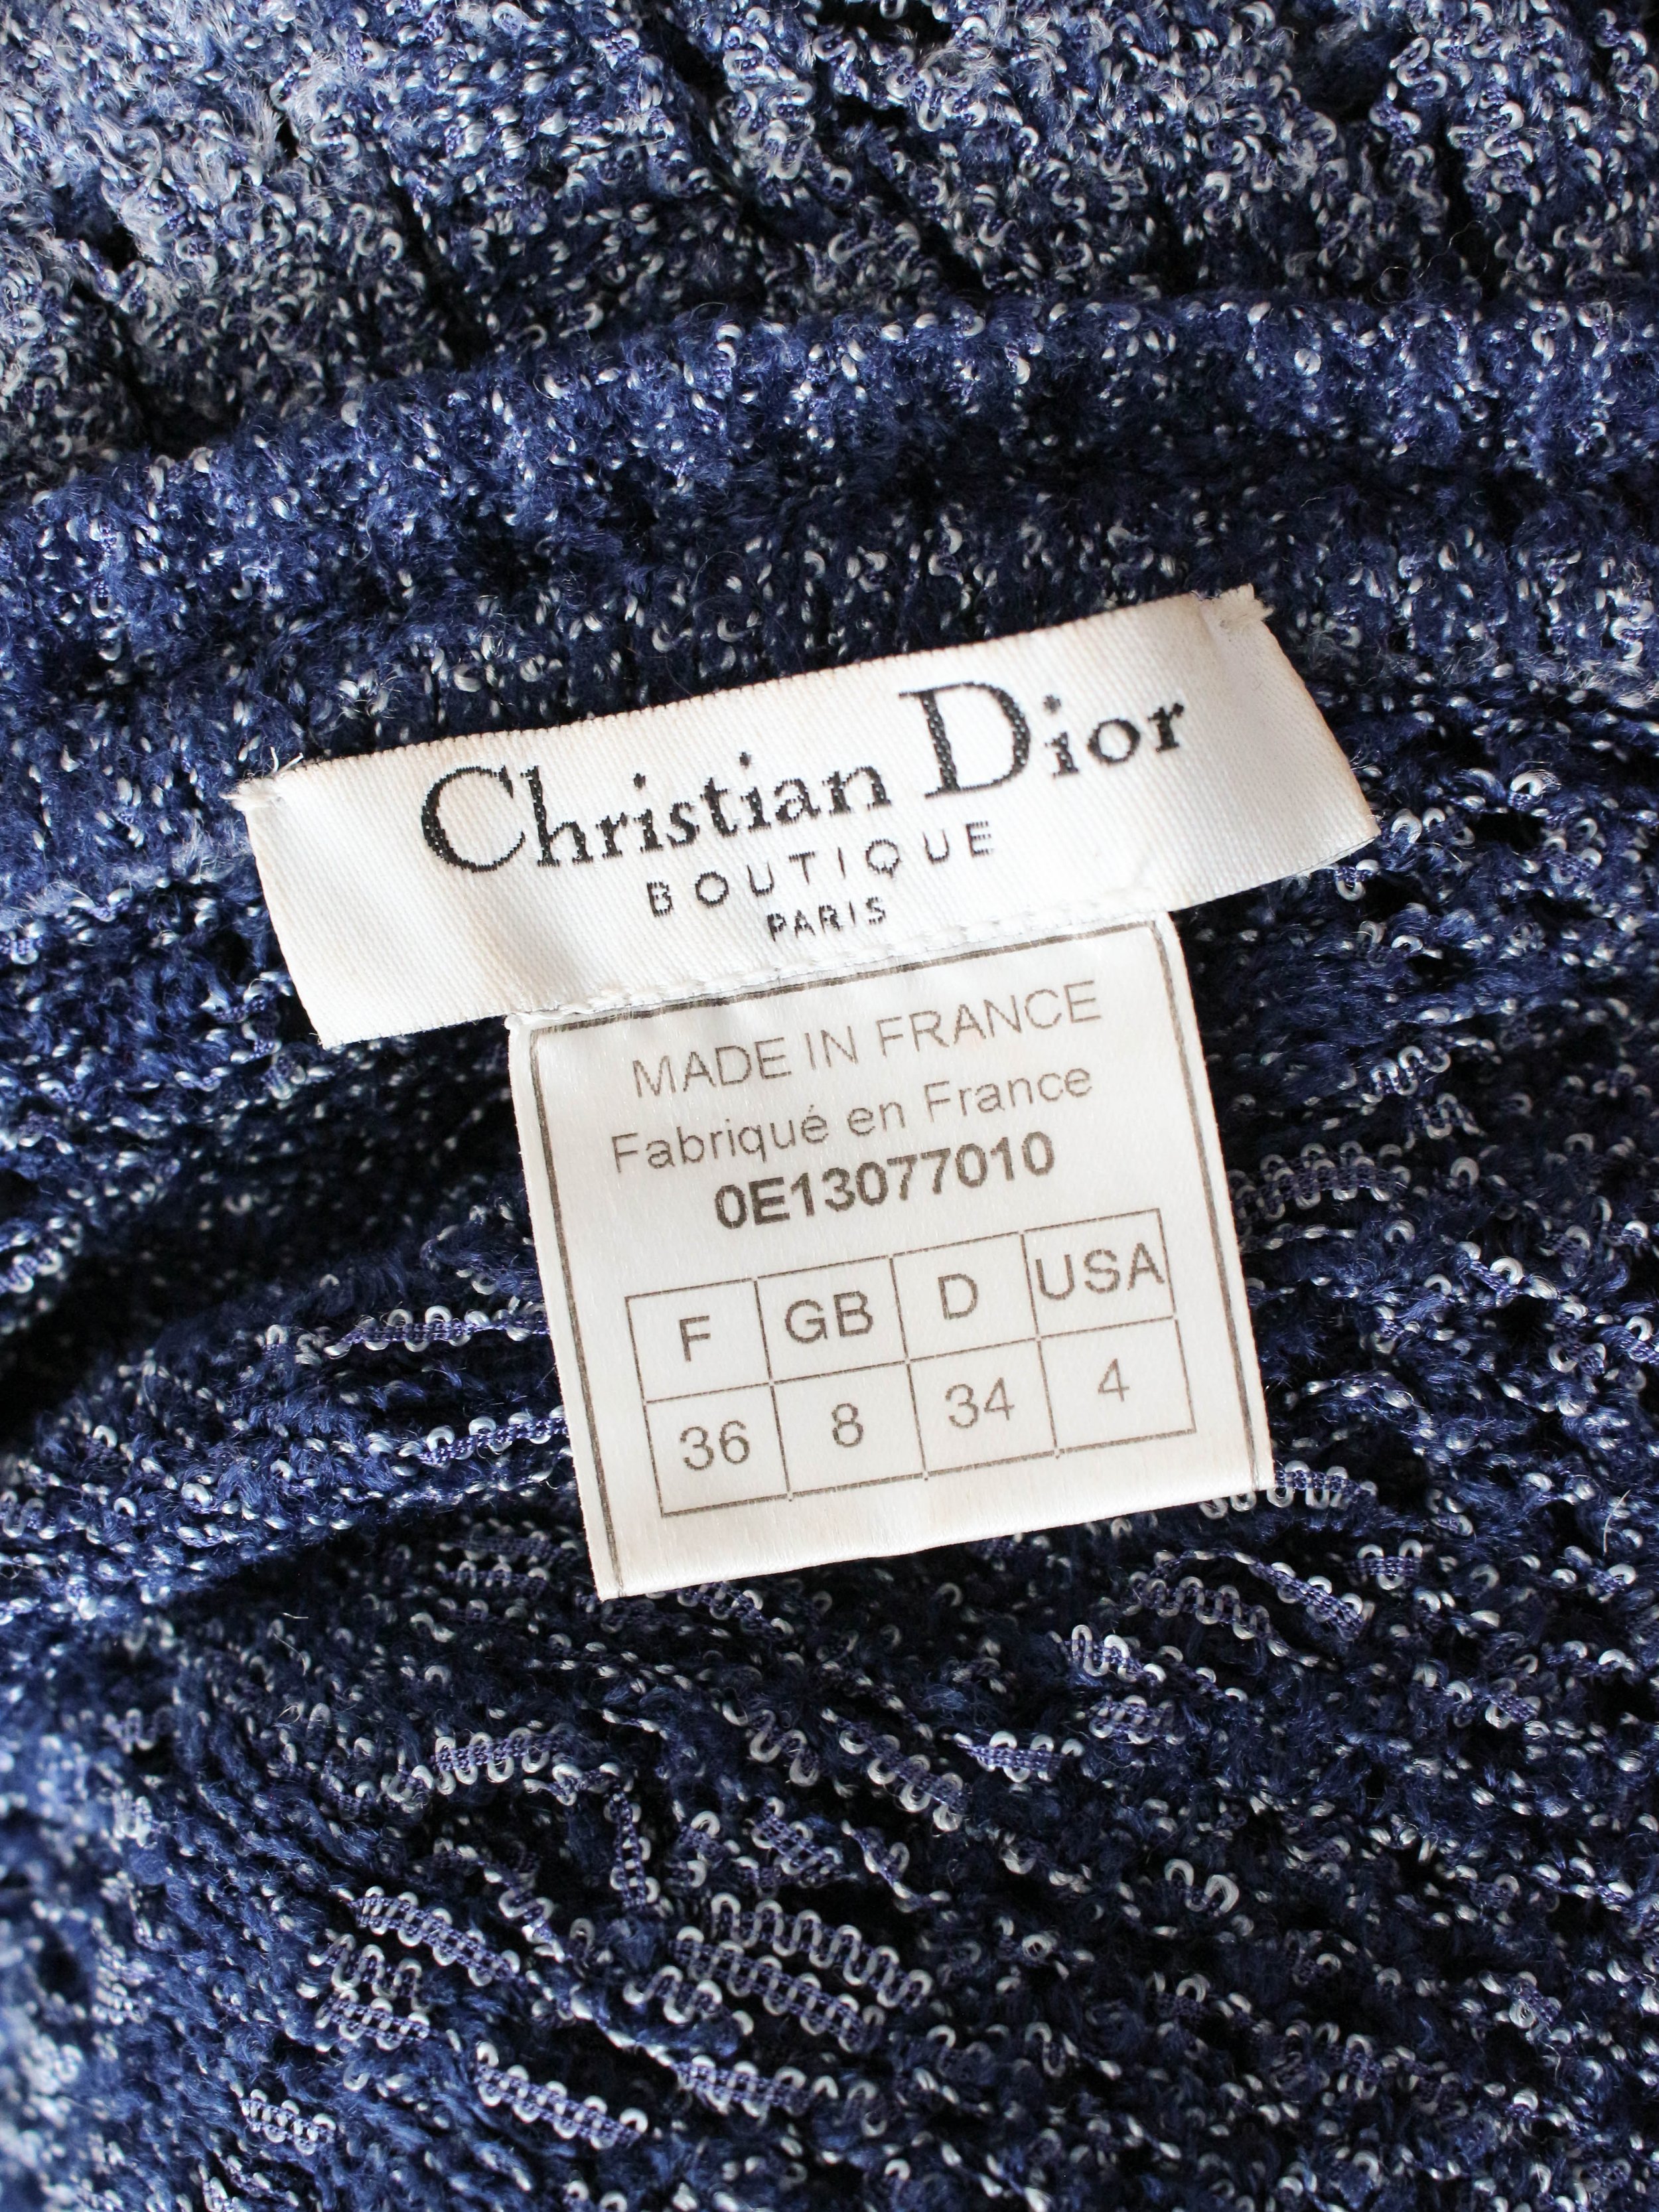 Christian Dior
BOUTIQUE
PARIS
MADE IN FRANCE
Fabriqué en France
0E13077010
F GB D USA
36 8 34 4